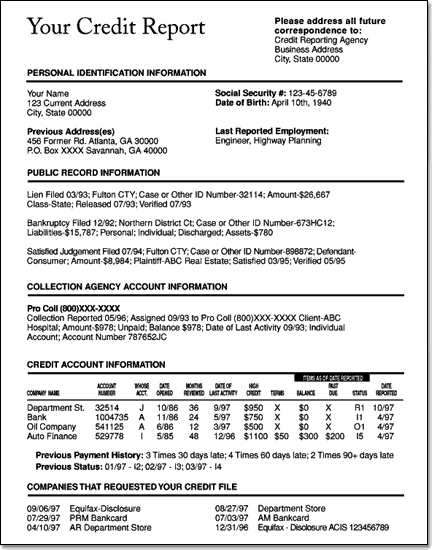 Your Credit Report
Please address all future
correspondence to:
Credit Reporting Agency
Business Address
City, State 00000
PERSONAL IDENTIFICATION INFORMATION
Your Name
123 Current Address
City, State 00000
Social Security #: 123-45-6789
Date of Birth: April 10th, 1940
Previous Address(es)
456 Former Rd. Atlanta, GA 30000
P.O. Box XXXX Savannah, GA 40000
Last Reported Employment:
Engineer, Highway Planning
PUBLIC RECORD INFORMATION
Lien Filed 03/93; Fulton CTY; Case or Other ID Number-32114; Amount-$26,667
Class-State; Released 07/93; Verified 07/93
Bankruptcy Filed 12/92; Northern District Ct; Case or Other ID Number-673HC12;
Liabilities-$15,787; Personal; Individual; Discharged; Assets-$780
Satisfied Judgement Filed 07/94; Fulton CTY; Case or Other ID Number-898872; Defendant-
Consumer; Amount-$8,984; Plaintiff-ABC Real Estate; Satisfied 03/95; Verified 05/95
COLLECTION AGENCY ACCOUNT INFORMATION
Pro Coll (800)XXX-XXXX
Collection Reported 05/96; Assigned 09/93 to Pro Coll (800)XXX-XXXX Client-ABC
Hospital; Amount-$978; Unpaid; Balance $978; Date of Last Activity 09/93; Individual
Account; Account Number 787652JC
CREDIT ACCOUNT INFORMATION
ITEMS AS OF DATE REPORTED
COMPANY NAME ACCOUNT NUMBER WHOSE ACCT. DATE OPENED MONTHS REVIEWED DATE OF LAST ACTIVITY HIGH CREDIT TERMS BALANCE PAST DUE STATUS DATE REPORTED
Department St. 32514 J 10/86 36 9/97 $950 X $0 X R1 10/97
Bank 1004735 A 11/86 24 5/97 $750 X $0 X I1 4/97
Oil Company 541125 A 6/86 12 3/97 $500 X $0 X O1 4/97
Auto Finance 529778 I 5/85 48 12/96 $1100 $50 $300 $200 I5 4/97
Previous Payment History: 3 Times 30 days late; 4 Times 60 days late; 2 Times 90+ days late
Previous Status: 01/97 - I2; 02/97 - I3; 03/97 - I4
COMPANIES THAT REQUESTED YOUR CREDIT FILE
09/06/97 Equifax-Disclosure 08/27/97 Department Store
07/29/97 PRM Bankcard 07/03/97 AM Bankcard
04/10/97 AR Department Store 12/31/96 Equifax - Disclosure ACIS 123456789